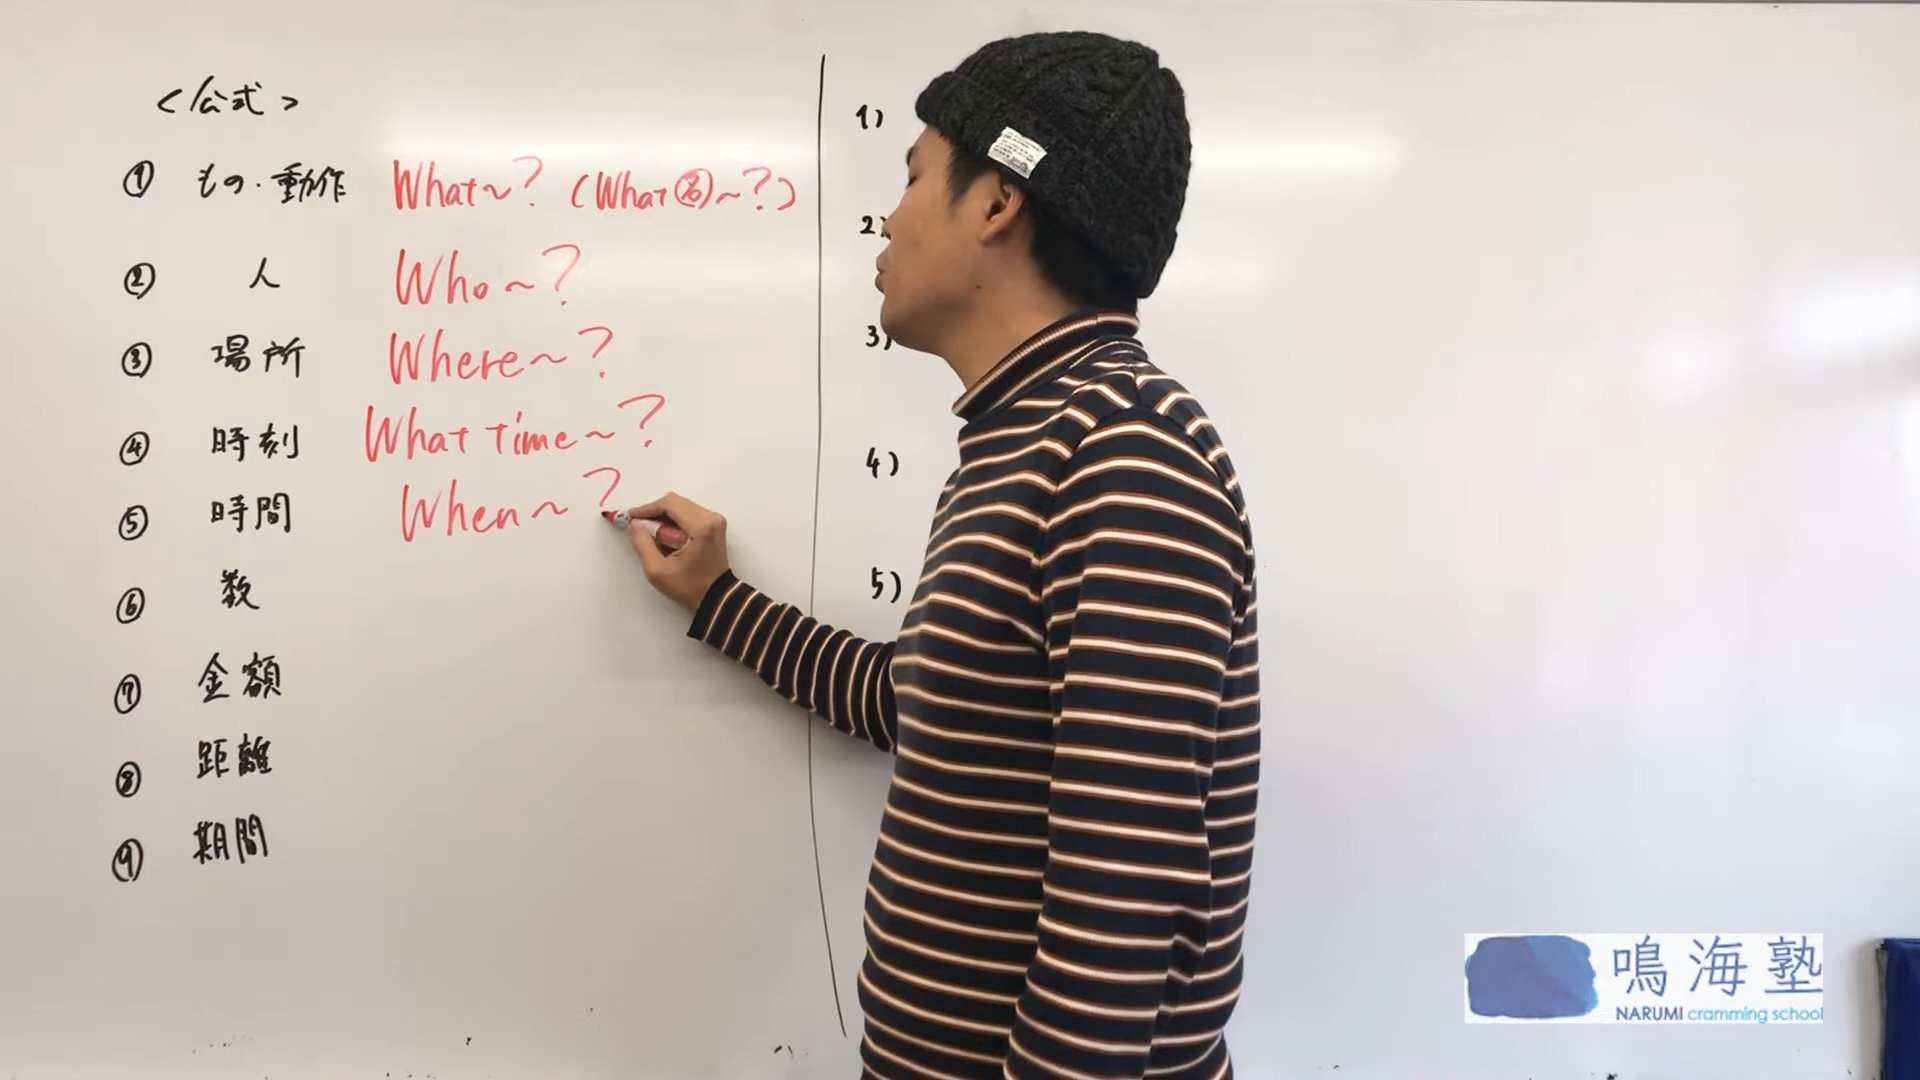 <公式>
① もの・動作 What～? (What㊔～?)
② 人 Who～?
③ 場所 Where～?
④ 時刻 What time～?
⑤ 時間 When～?
⑥ 数
⑦ 金額
⑧ 距離
⑨ 期間
1)
2)
3)
4)
5)
鳴海塾
NARUMI cramming school